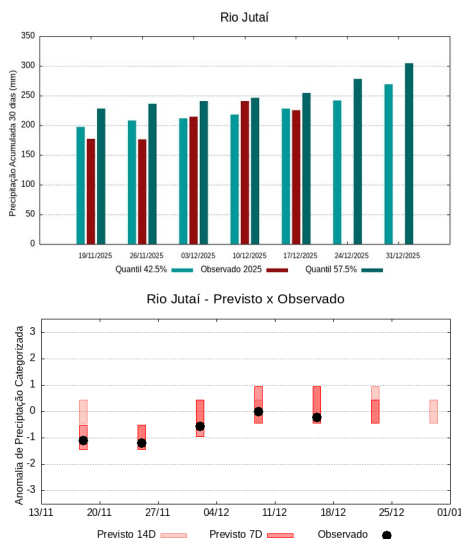 Rio Jutaí
Precipitação Acumulada 30 dias (mm)
350
300
250
200
150
100
50
0
19/11/2025 26/11/2025 03/12/2025 10/12/2025 17/12/2025 24/12/2025 31/12/2025
Quantil 42.5% Observado 2025 Quantil 57.5%
Rio Jutaí - Previsto x Observado
Anomalia de Preciptação Categorizada
3
2
1
0
-1
-2
-3
13/11 20/11 27/11 04/12 11/12 18/12 25/12 01/01
Previsto 14D Previsto 7D Observado